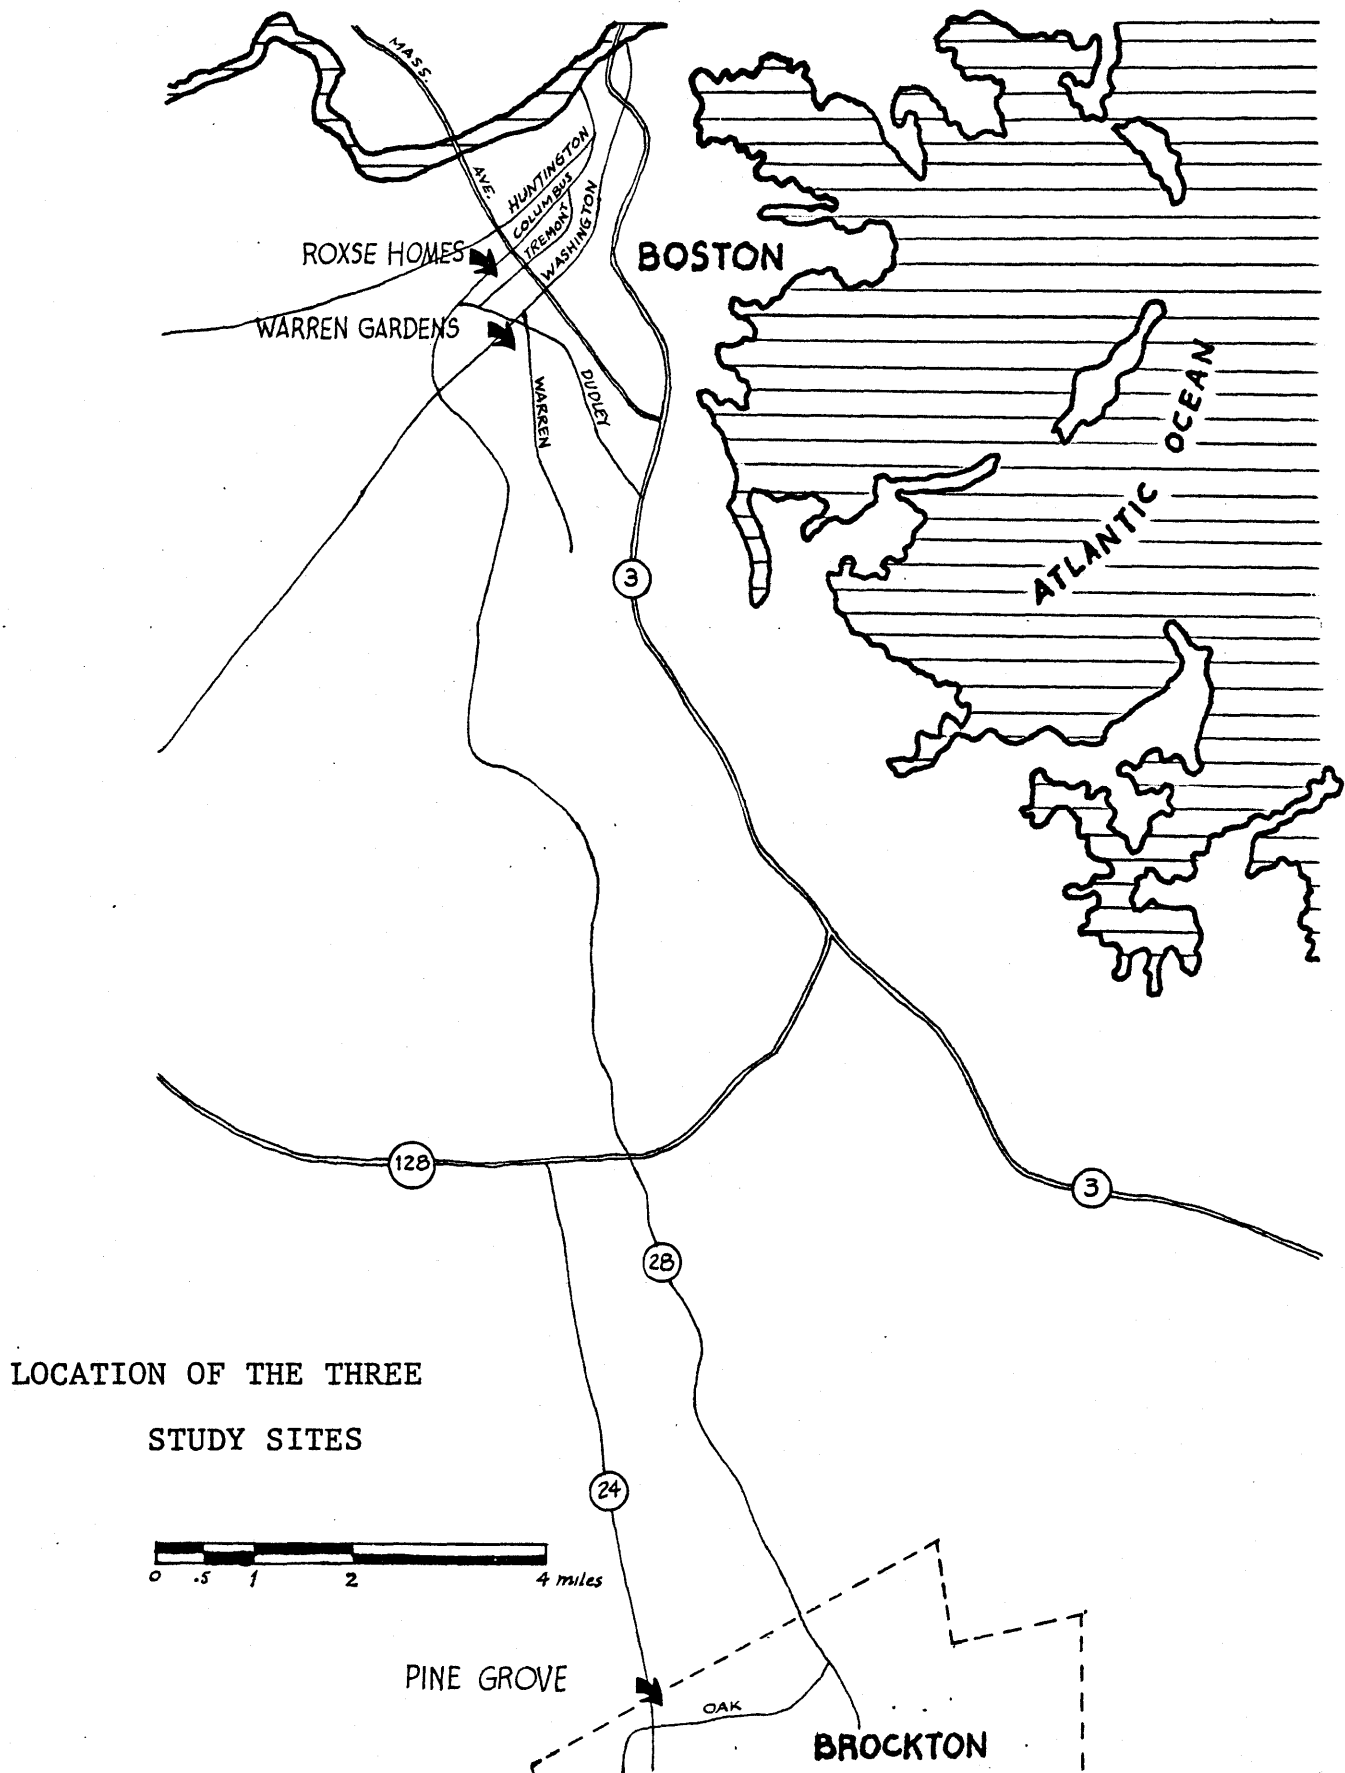 MASS.
AVE.
HUNTINGTON
COLUMBUS
TREMONT
WASHINGTON
ROXSE HOMES
BOSTON
WARREN GARDENS
WARREN
DUDLEY
ATLANTIC OCEAN
3
128
3
28
LOCATION OF THE THREE
STUDY SITES
24
0 .5 1 2 4 miles
PINE GROVE
OAK
BROCKTON